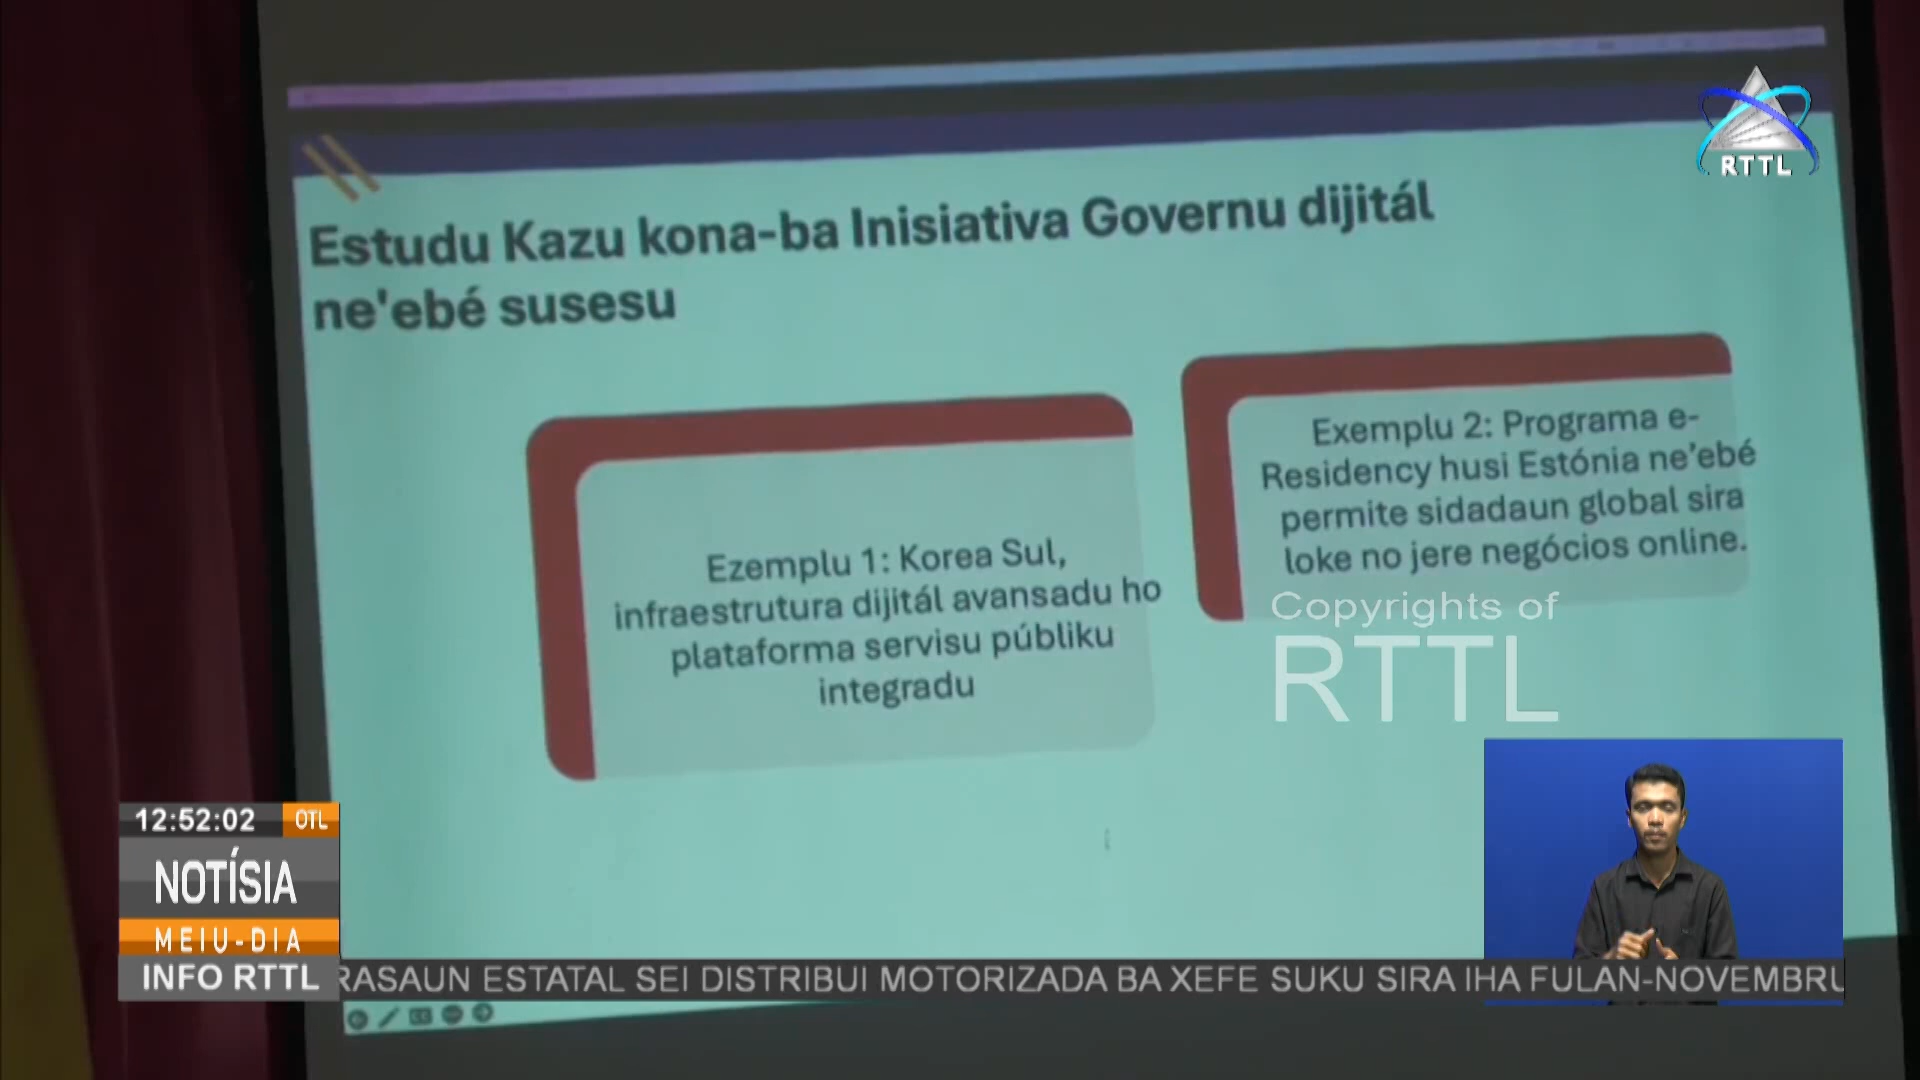 RTTL
Estudu Kazu kona-ba Inisiativa Governu dijitál
ne'ebé susesu
Ezemplu 1: Korea Sul,
infraestrutura dijitál avansadu ho
plataforma servisu públiku
integradu
Exemplu 2: Programa e-
Residency husi Estónia ne’ebé
permite sidadaun global sira
loke no jere negócios online.
Copyrights of
RTTL
12:52:02 OTL
NOTÍSIA
MEIU-DIA
INFO RTTL
RASAUN ESTATAL SEI DISTRIBUI MOTORIZADA BA XEFE SUKU SIRA IHA FULAN-NOVEMBRU